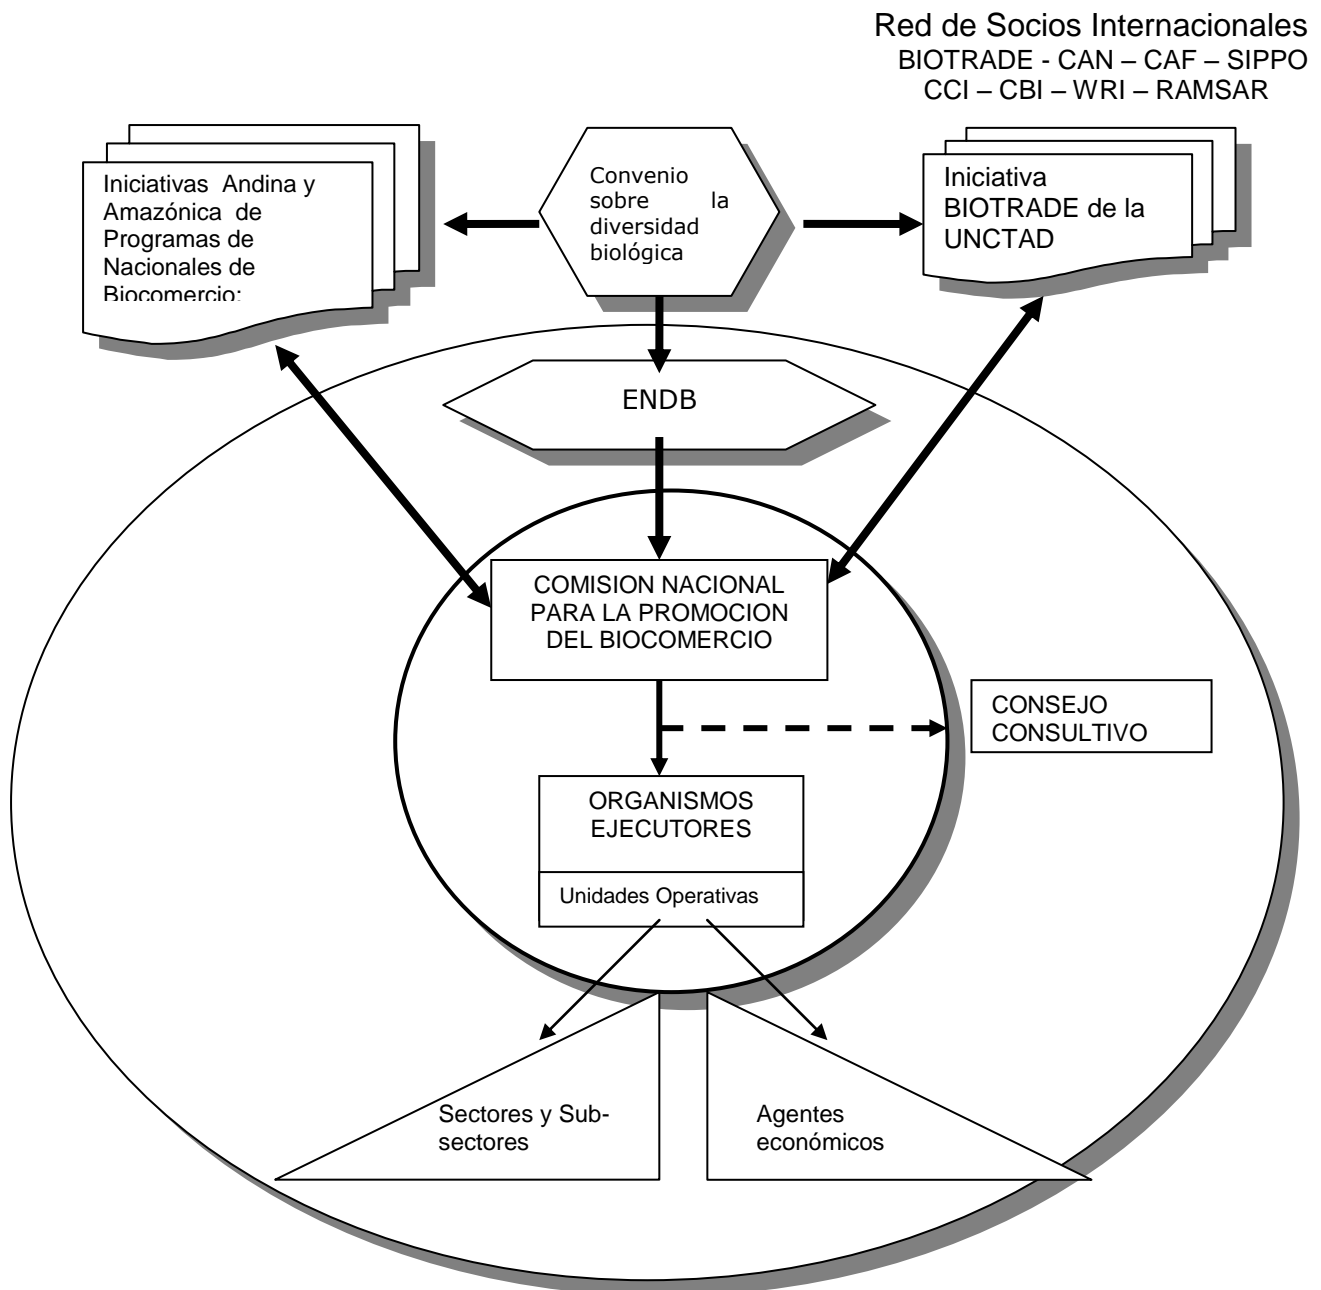 Red de Socios Internacionales
BIOTRADE - CAN – CAF – SIPPO
CCI – CBI – WRI – RAMSAR
Iniciativas Andina y
Amazónica de
Programas de
Nacionales de
Biocomercio:
Convenio
sobre la
diversidad
biológica
Iniciativa
BIOTRADE de la
UNCTAD
ENDB
COMISION NACIONAL
PARA LA PROMOCION
DEL BIOCOMERCIO
CONSEJO
CONSULTIVO
ORGANISMOS
EJECUTORES
Unidades Operativas
Sectores y Sub-
sectores
Agentes
económicos